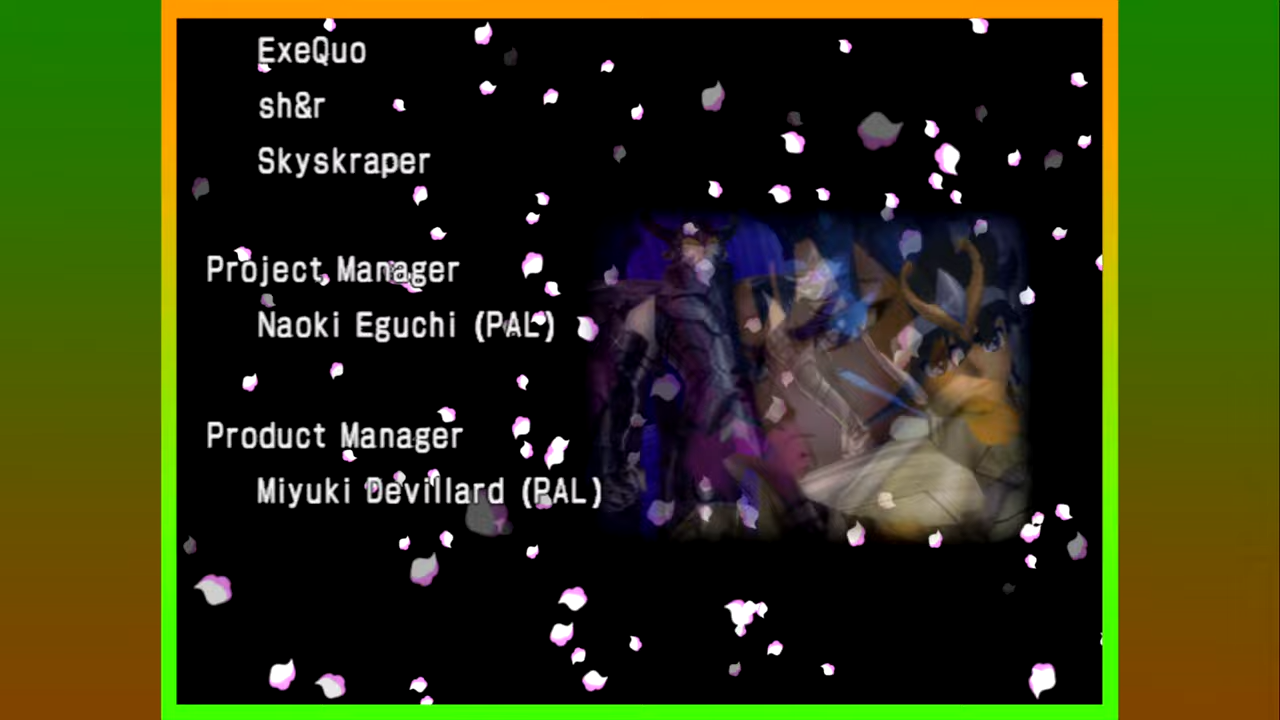 ExeQuo
sh&r
Skyskraper
Project Manager
Naoki Eguchi (PAL)
Product Manager
Miyuki Devillard (PAL)